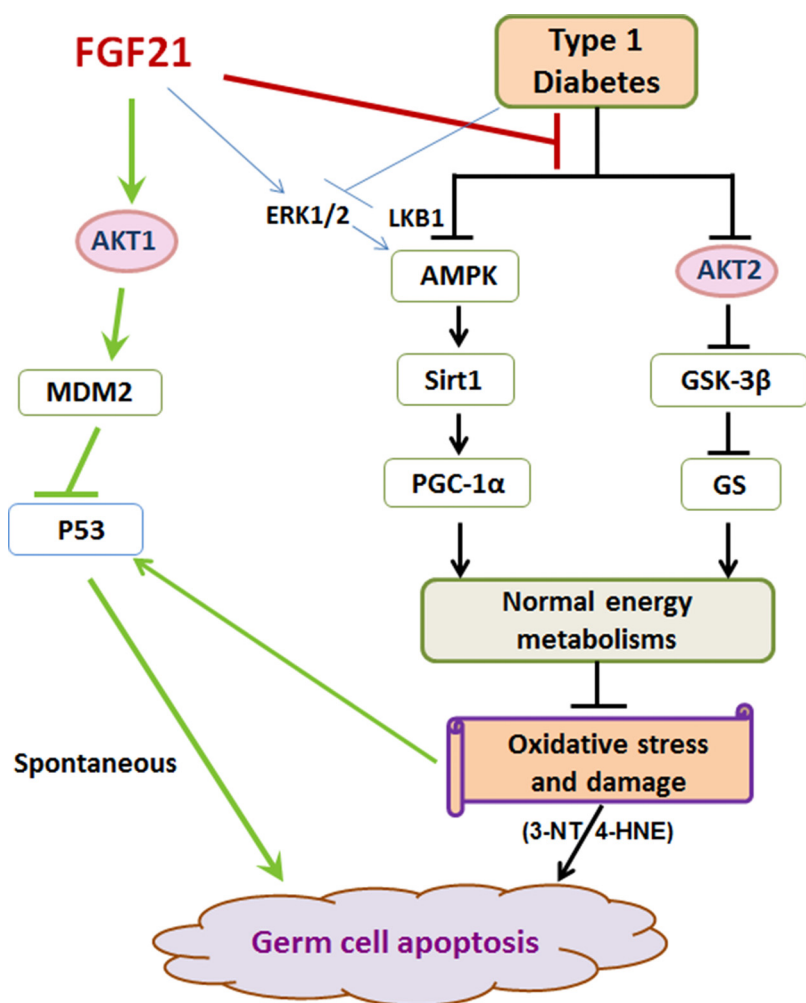 FGF21
Type 1
Diabetes
ERK1/2
LKB1
AKT1
AMPK
AKT2
MDM2
Sirt1
GSK-3β
P53
PGC-1α
GS
Normal energy
metabolisms
Spontaneous
Oxidative stress
and damage
(3-NT 4-HNE)
Germ cell apoptosis